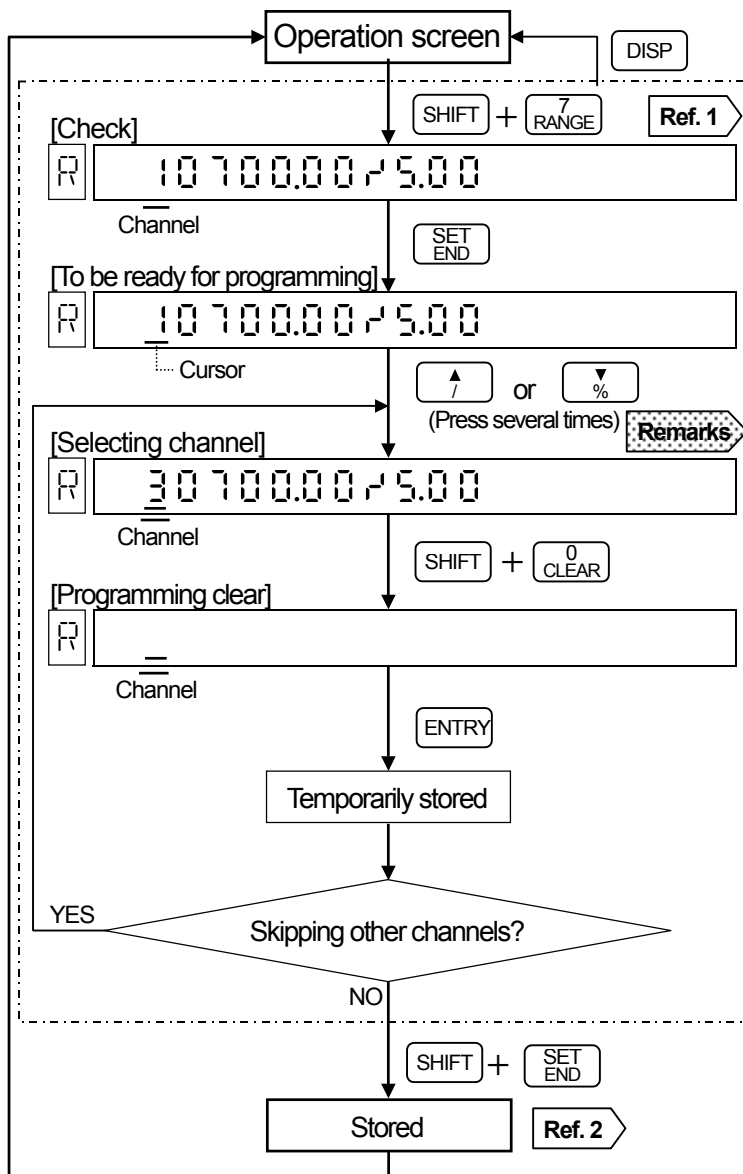 Operation screen
DISP
SHIFT + 7 RANGE
Ref. 1
[Check]
R 10700.00r5.00
Channel
SET END
[To be ready for programming]
R 10700.00r5.00
Cursor
▲ / or ▼ %
(Press several times)
Remarks
[Selecting channel]
R 30700.00r5.00
Channel
SHIFT + 0 CLEAR
[Programming clear]
R
Channel
ENTRY
Temporarily stored
YES
Skipping other channels?
NO
SHIFT + SET END
Stored
Ref. 2